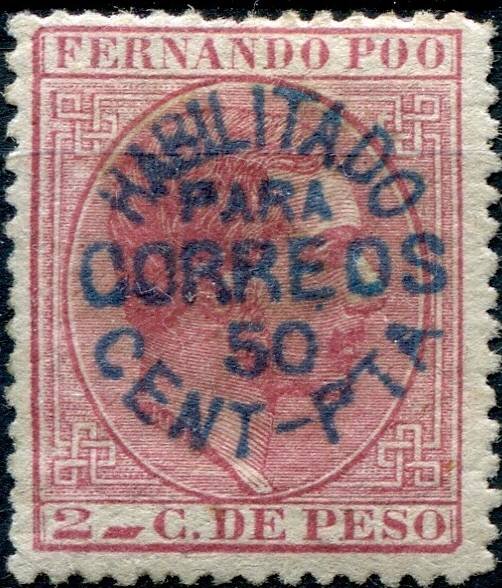 FERNANDO POO
HABILITADO
PARA
CORREOS
50
CENT-PTA
2 - C. DE PESO